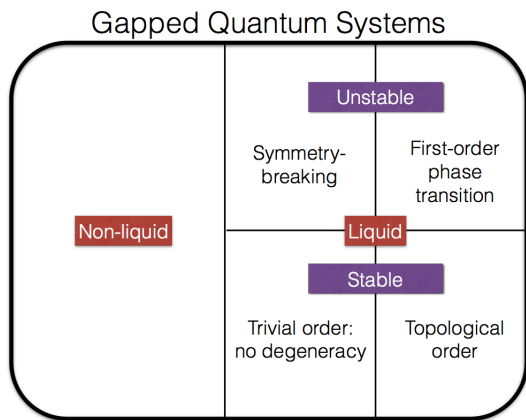 Gapped Quantum Systems
Unstable
Symmetry-
breaking
First-order
phase
transition
Non-liquid
Liquid
Stable
Trivial order:
no degeneracy
Topological
order